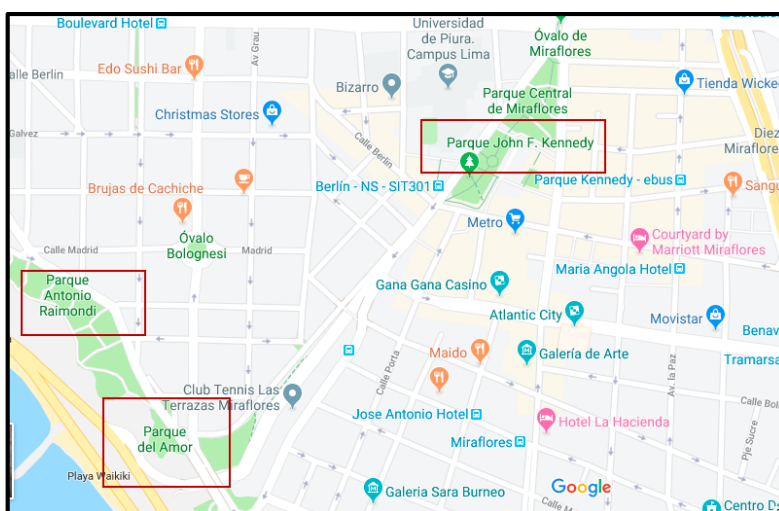 Boulevard Hotel
Universidad
de Piura.
Campus Lima
Óvalo de
Miraflores
Av Grau
Edo Sushi Bar
alle Berlin
Bizarro
Parque Central
de Miraflores
Tienda Wicke
Christmas Stores
Galvez
Calle Berlin
Parque John F. Kennedy
Diez
Miraflore
Brujas de Cachiche
Berlín - NS - SIT301
Parque Kennedy - ebus
Sangu
Metro
Courtyard by
Marriott Miraflores
Calle Madrid
Óvalo
Bolognesi
Madrid
Maria Angola Hotel
Parque
Antonio
Raimondi
Gana Gana Casino
Atlantic City
Movistar
Benav
Maido
Galería de Arte
Tramarsa
Calle Porta
Av. la Paz
Club Tennis Las
Terrazas Miraflores
Calle Bol
Jose Antonio Hotel
Hotel La Hacienda
Parque
del Amor
Miraflores
Pje Sucre
Playa Waikiki
Google
Galeria Sara Burneo
Calle M
Centro D